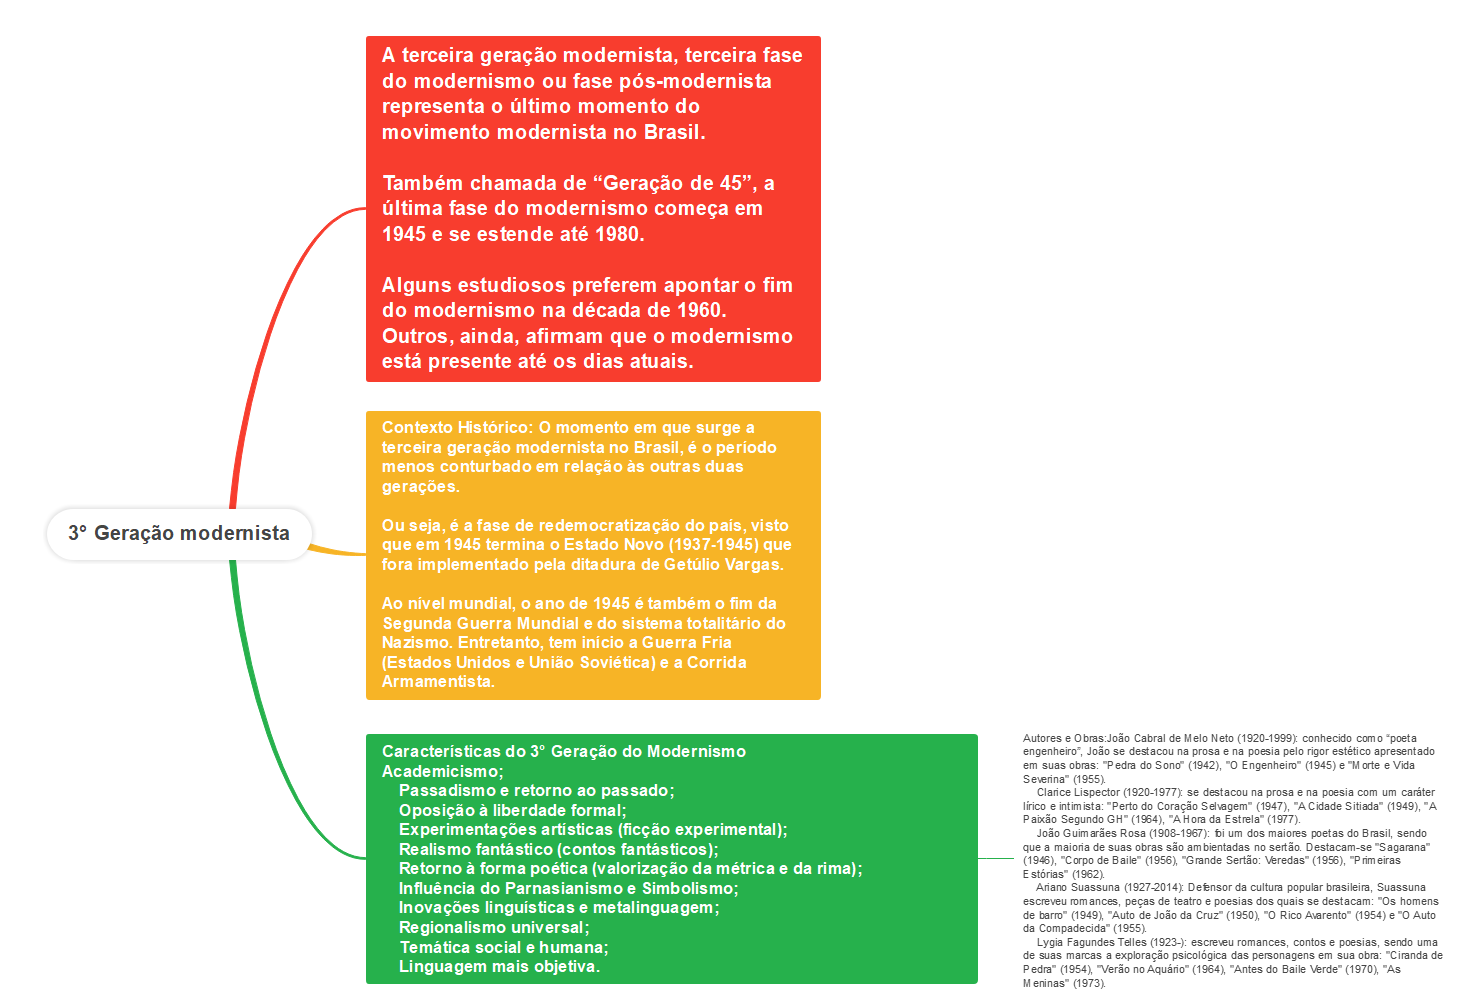 3° Geração modernista
A terceira geração modernista, terceira fase
do modernismo ou fase pós-modernista
representa o último momento do
movimento modernista no Brasil.
Também chamada de “Geração de 45”, a
última fase do modernismo começa em
1945 e se estende até 1980.
Alguns estudiosos preferem apontar o fim
do modernismo na década de 1960.
Outros, ainda, afirmam que o modernismo
está presente até os dias atuais.
Contexto Histórico: O momento em que surge a
terceira geração modernista no Brasil, é o período
menos conturbado em relação às outras duas
gerações.
Ou seja, é a fase de redemocratização do país, visto
que em 1945 termina o Estado Novo (1937-1945) que
fora implementado pela ditadura de Getúlio Vargas.
Ao nível mundial, o ano de 1945 é também o fim da
Segunda Guerra Mundial e do sistema totalitário do
Nazismo. Entretanto, tem início a Guerra Fria
(Estados Unidos e União Soviética) e a Corrida
Armamentista.
Características do 3° Geração do Modernismo
Academicismo;
Passadismo e retorno ao passado;
Oposição à liberdade formal;
Experimentações artísticas (ficção experimental);
Realismo fantástico (contos fantásticos);
Retorno à forma poética (valorização da métrica e da rima);
Influência do Parnasianismo e Simbolismo;
Inovações linguísticas e metalinguagem;
Regionalismo universal;
Temática social e humana;
Linguagem mais objetiva.
Autores e Obras:João Cabral de Melo Neto (1920-1999): conhecido como “poeta
engenheiro”, João se destacou na prosa e na poesia pelo rigor estético apresentado
em suas obras: "Pedra do Sono" (1942), "O Engenheiro" (1945) e "Morte e Vida
Severina" (1955).
Clarice Lispector (1920-1977): se destacou na prosa e na poesia com um caráter
lírico e intimista: "Perto do Coração Selvagem" (1947), "A Cidade Sitiada" (1949), "A
Paixão Segundo GH" (1964), "A Hora da Estrela" (1977).
João Guimarães Rosa (1908-1967): foi um dos maiores poetas do Brasil, sendo
que a maioria de suas obras são ambientadas no sertão. Destacam-se "Sagarana"
(1946), "Corpo de Baile" (1956), "Grande Sertão: Veredas" (1956), "Primeiras
Estórias" (1962).
Ariano Suassuna (1927-2014): Defensor da cultura popular brasileira, Suassuna
escreveu romances, peças de teatro e poesias dos quais se destacam: "Os homens
de barro" (1949), "Auto de João da Cruz" (1950), "O Rico Avarento" (1954) e "O Auto
da Compadecida" (1955).
Lygia Fagundes Telles (1923-): escreveu romances, contos e poesias, sendo uma
de suas marcas a exploração psicológica das personagens em sua obra: "Ciranda de
Pedra" (1954), "Verão no Aquário" (1964), "Antes do Baile Verde" (1970), "As
Meninas" (1973).